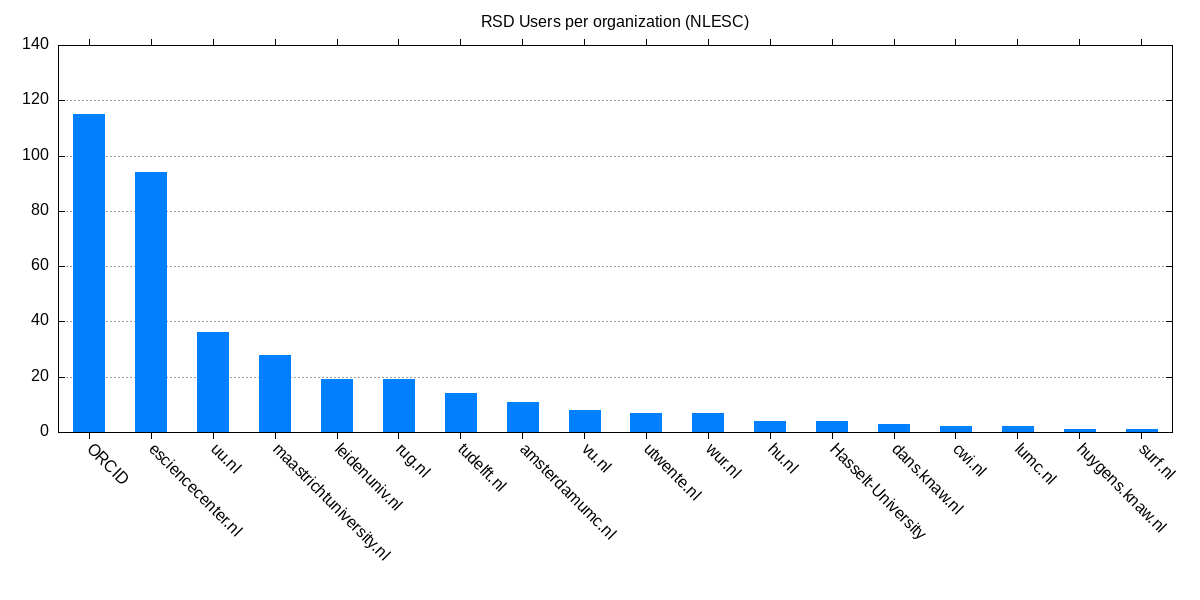 RSD Users per organization (NLESC)
140
120
100
80
60
40
20
0
ORCID
esciencecenter.nl
uu.nl
maastrichtuniversity.nl
leidenuniv.nl
rug.nl
tudelft.nl
amsterdamumc.nl
vu.nl
utwente.nl
wur.nl
hu.nl
Hasselt-University
dans.knaw.nl
cwi.nl
lumc.nl
huygens.knaw.nl
surf.nl